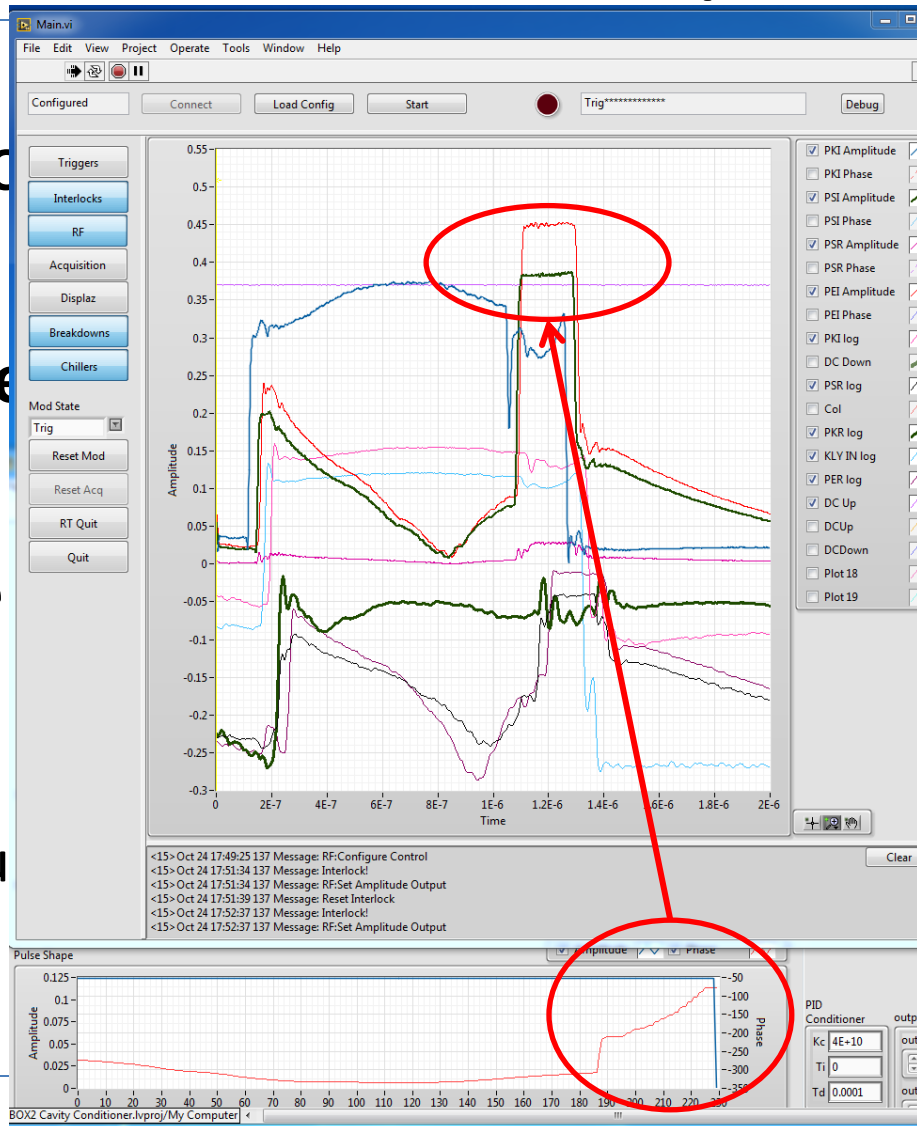 Main.vi
File Edit View Project Operate Tools Window Help
Configured Connect Load Config Start Trig************* Debug
Triggers
Interlocks
RF
Acquisition
Displaz
Breakdowns
Chillers
Mod State
Trig
Reset Mod
Reset Acq
RT Quit
Quit
Amplitude
0.55
0.5
0.45
0.4
0.35
0.3
0.25
0.2
0.15
0.1
0.05
0
-0.05
-0.1
-0.15
-0.2
-0.25
-0.3
0 2E-7 4E-7 6E-7 8E-7 1E-6 1.2E-6 1.4E-6 1.6E-6 1.8E-6 2E-6
Time
PKI Amplitude
PKI Phase
PSI Amplitude
PSI Phase
PSR Amplitude
PSR Phase
PEI Amplitude
PEI Phase
PKI log
DC Down
PSR log
Col
PKR log
KLY IN log
PER log
DC Up
DCUp
DCDown
Plot 18
Plot 19
<15>Oct 24 17:49:25 137 Message: RF:Configure Control
<15>Oct 24 17:51:34 137 Message: Interlock!
<15>Oct 24 17:51:34 137 Message: RF:Set Amplitude Output
<15>Oct 24 17:51:39 137 Message: Reset Interlock
<15>Oct 24 17:52:37 137 Message: Interlock!
<15>Oct 24 17:52:37 137 Message: RF:Set Amplitude Output
Clear
Pulse Shape
Amplitude Phase
Amplitude
0.125
0.1
0.075
0.05
0.025
0
-50
-100
-150
-200
-250
-300
-350
Phase
0 10 20 30 40 50 60 70 80 90 100 110 120 130 140 150 160 170 180 190 200 210 220 230
PID
Conditioner
Kc 4E+10
Ti 0
Td 0.0001
BOX2 Cavity Conditioner.lvproj/My Computer